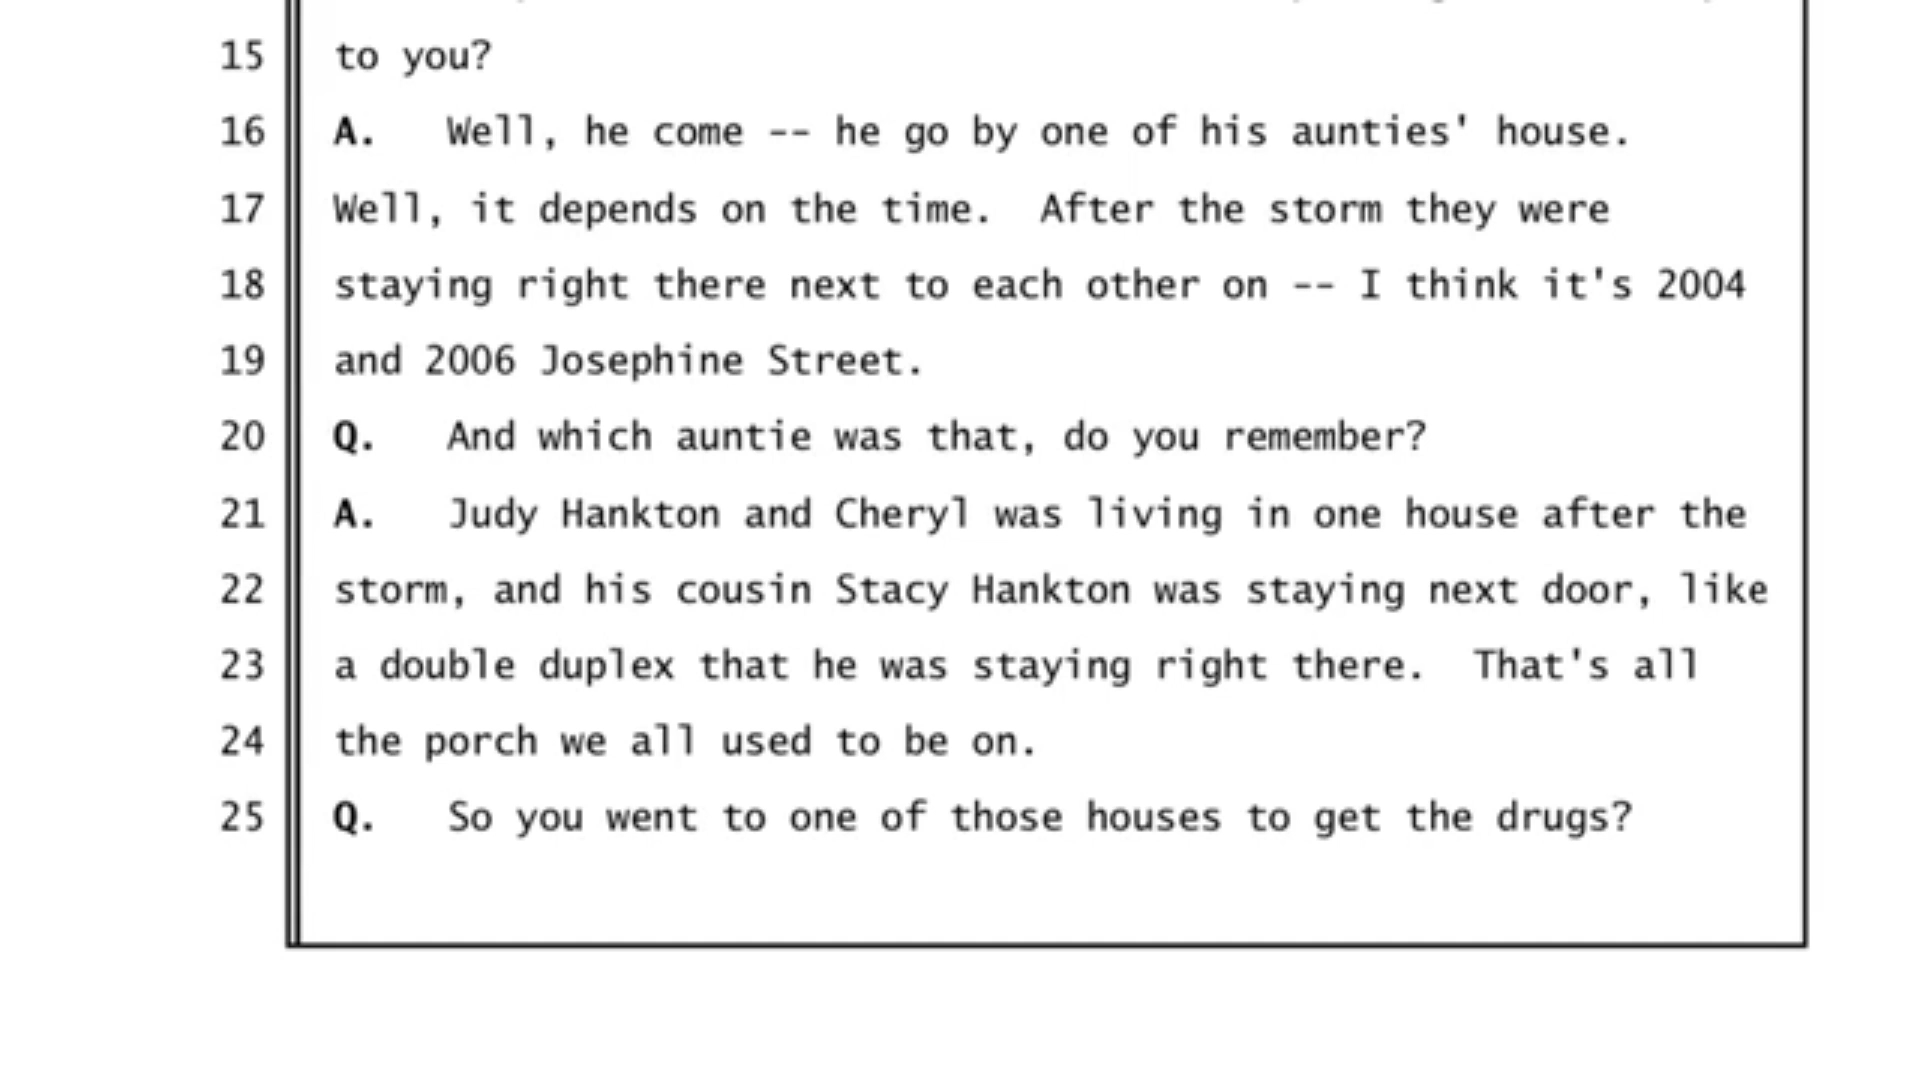 15 to you?
16 A. Well, he come -- he go by one of his aunties' house.
17 Well, it depends on the time. After the storm they were
18 staying right there next to each other on -- I think it's 2004
19 and 2006 Josephine Street.
20 Q. And which auntie was that, do you remember?
21 A. Judy Hankton and Cheryl was living in one house after the
22 storm, and his cousin Stacy Hankton was staying next door, like
23 a double duplex that he was staying right there. That's all
24 the porch we all used to be on.
25 Q. So you went to one of those houses to get the drugs?